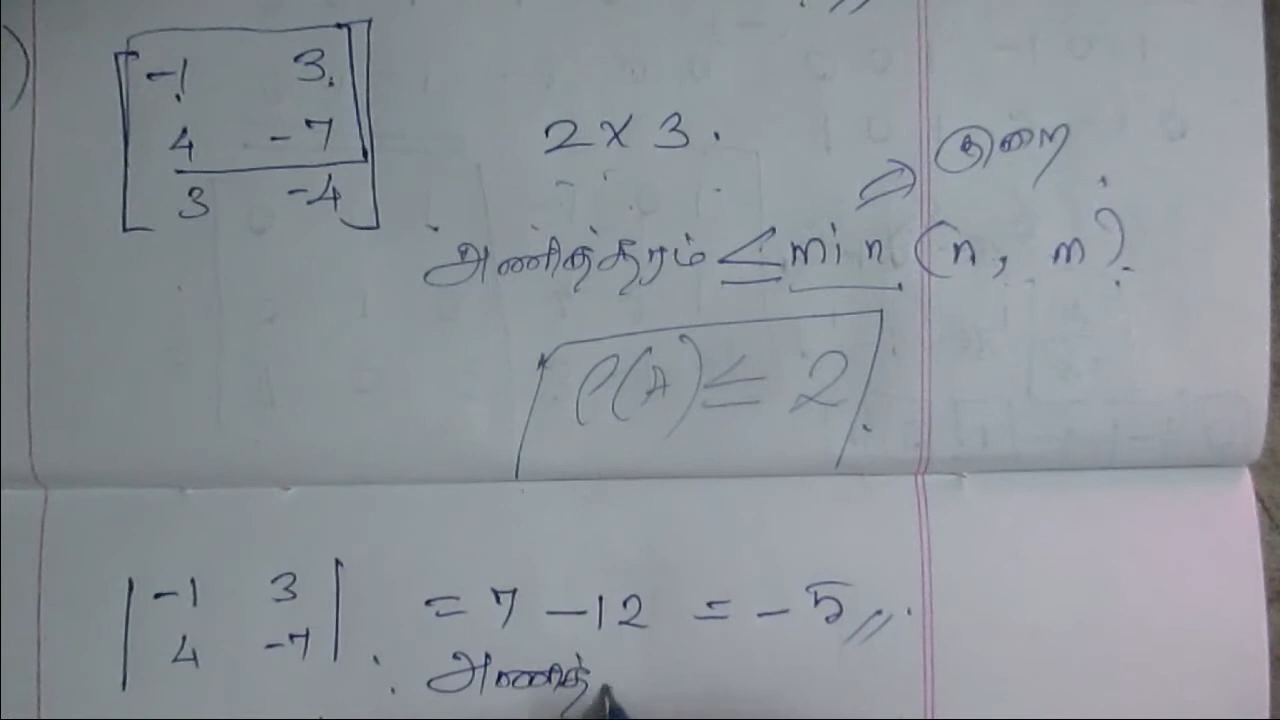 )
-1 3
4 -7
3 -4
2 x 3.
குறை
அணித்தரம் ≤ min (n, m)
ρ(A) ≤ 2
| -1 3 |
| 4 -7 | = 7 - 12 = -5 //.
அணித்